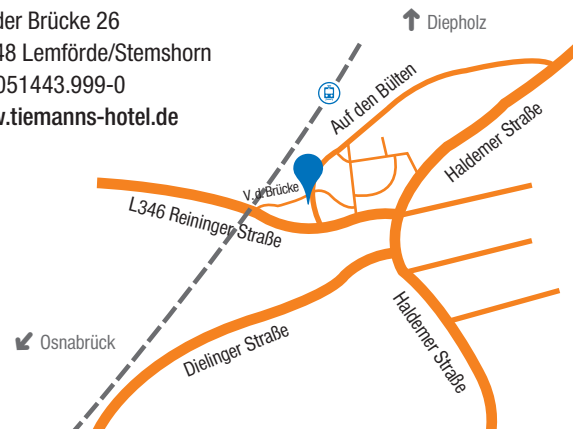 der Brücke 26
48 Lemförde/Stemshorn
051443.999-0
.tiemanns-hotel.de
Diepholz
Auf den Bülten
Haldemer Straße
V. d. Brücke
L346 Reininger Straße
Osnabrück
Dielinger Straße
Haldemer Straße